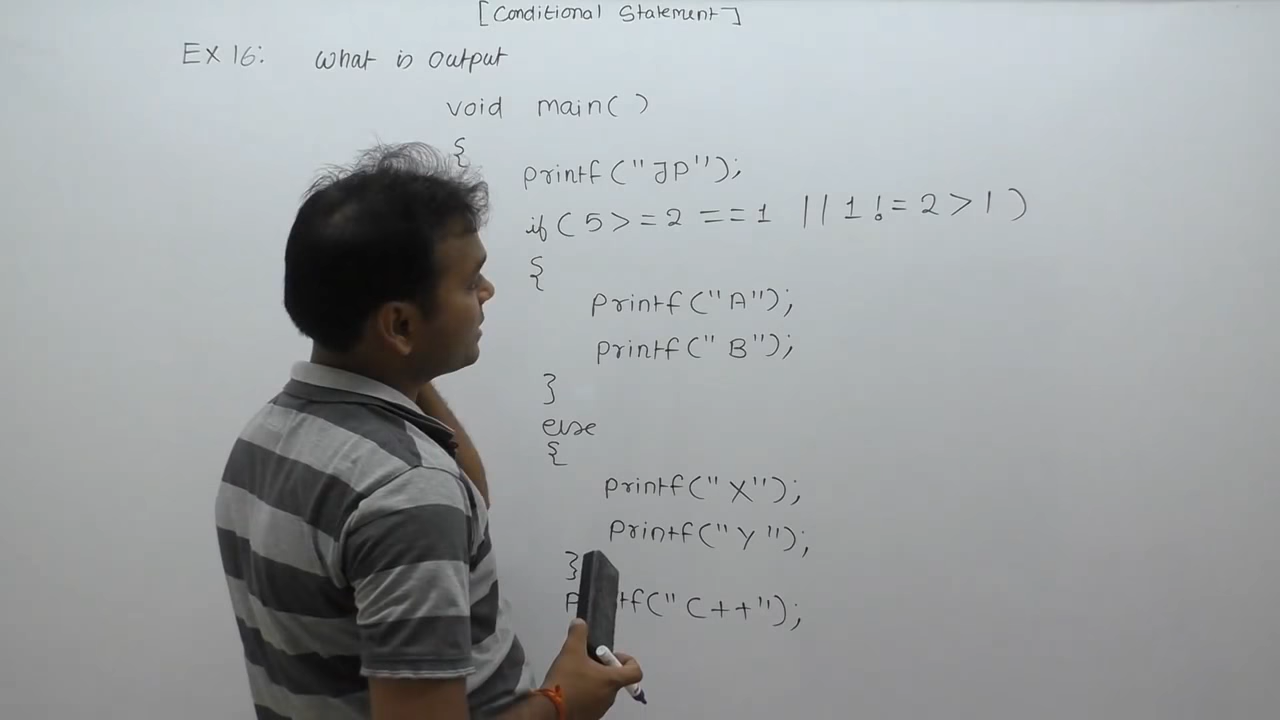 [Conditional Statement]
EX 16: What is output
void main( )
{
printf ("JP");
if ( 5 > = 2 == 1 || 1 != 2 > 1 )
{
printf ("A");
printf ("B");
}
else
{
printf ("X");
printf ("Y");
}
("C++");